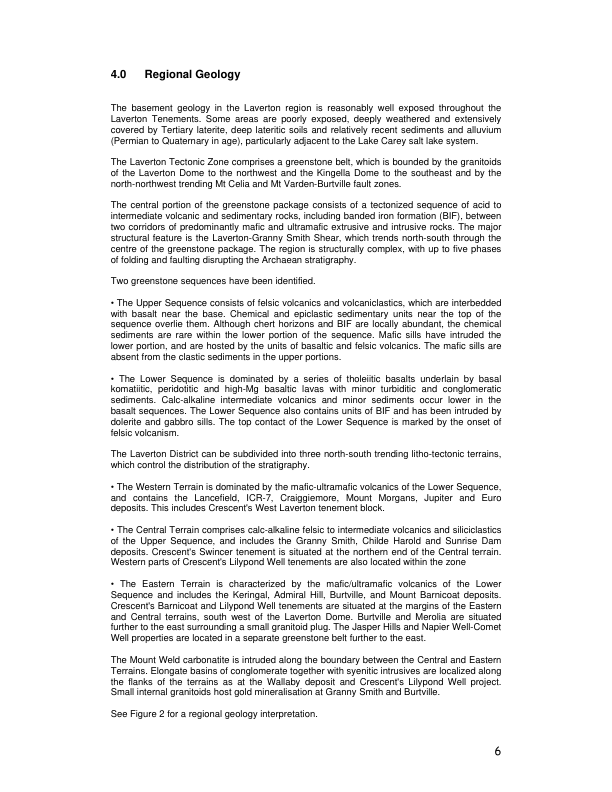 4.0 Regional Geology
The basement geology in the Laverton region is reasonably well exposed throughout the
Laverton Tenements. Some areas are poorly exposed, deeply weathered and extensively
covered by Tertiary laterite, deep lateritic soils and relatively recent sediments and alluvium
(Permian to Quaternary in age), particularly adjacent to the Lake Carey salt lake system.
The Laverton Tectonic Zone comprises a greenstone belt, which is bounded by the granitoids
of the Laverton Dome to the northwest and the Kingella Dome to the southeast and by the
north-northwest trending Mt Celia and Mt Varden-Burtville fault zones.
The central portion of the greenstone package consists of a tectonized sequence of acid to
intermediate volcanic and sedimentary rocks, including banded iron formation (BIF), between
two corridors of predominantly mafic and ultramafic extrusive and intrusive rocks. The major
structural feature is the Laverton-Granny Smith Shear, which trends north-south through the
centre of the greenstone package. The region is structurally complex, with up to five phases
of folding and faulting disrupting the Archaean stratigraphy.
Two greenstone sequences have been identified.
• The Upper Sequence consists of felsic volcanics and volcaniclastics, which are interbedded
with basalt near the base. Chemical and epiclastic sedimentary units near the top of the
sequence overlie them. Although chert horizons and BIF are locally abundant, the chemical
sediments are rare within the lower portion of the sequence. Mafic sills have intruded the
lower portion, and are hosted by the units of basaltic and felsic volcanics. The mafic sills are
absent from the clastic sediments in the upper portions.
• The Lower Sequence is dominated by a series of tholeiitic basalts underlain by basal
komatiitic, peridotitic and high-Mg basaltic lavas with minor turbiditic and conglomeratic
sediments. Calc-alkaline intermediate volcanics and minor sediments occur lower in the
basalt sequences. The Lower Sequence also contains units of BIF and has been intruded by
dolerite and gabbro sills. The top contact of the Lower Sequence is marked by the onset of
felsic volcanism.
The Laverton District can be subdivided into three north-south trending litho-tectonic terrains,
which control the distribution of the stratigraphy.
• The Western Terrain is dominated by the mafic-ultramafic volcanics of the Lower Sequence,
and contains the Lancefield, ICR-7, Craiggiemore, Mount Morgans, Jupiter and Euro
deposits. This includes Crescent's West Laverton tenement block.
• The Central Terrain comprises calc-alkaline felsic to intermediate volcanics and siliciclastics
of the Upper Sequence, and includes the Granny Smith, Childe Harold and Sunrise Dam
deposits. Crescent's Swincer tenement is situated at the northern end of the Central terrain.
Western parts of Crescent's Lilypond Well tenements are also located within the zone
• The Eastern Terrain is characterized by the mafic/ultramafic volcanics of the Lower
Sequence and includes the Keringal, Admiral Hill, Burtville, and Mount Barnicoat deposits.
Crescent's Barnicoat and Lilypond Well tenements are situated at the margins of the Eastern
and Central terrains, south west of the Laverton Dome. Burtville and Merolia are situated
further to the east surrounding a small granitoid plug. The Jasper Hills and Napier Well-Comet
Well properties are located in a separate greenstone belt further to the east.
The Mount Weld carbonatite is intruded along the boundary between the Central and Eastern
Terrains. Elongate basins of conglomerate together with syenitic intrusives are localized along
the flanks of the terrains as at the Wallaby deposit and Crescent's Lilypond Well project.
Small internal granitoids host gold mineralisation at Granny Smith and Burtville.
See Figure 2 for a regional geology interpretation.
6